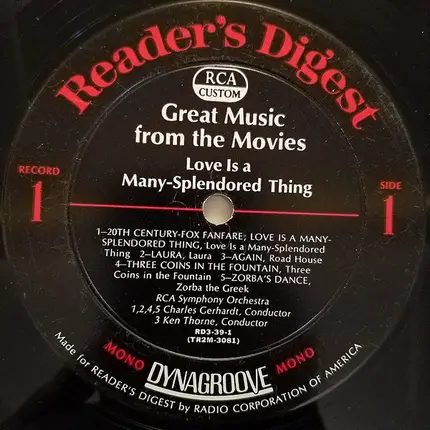 Reader's Digest
RCA
CUSTOM
Great Music
from the Movies
Love Is a
Many-Splendored Thing
RECORD
1
SIDE
1
1—20TH CENTURY-FOX FANFARE; LOVE IS A MANY-
SPLENDORED THING, Love Is a Many-Splendored
Thing 2—LAURA, Laura 3—AGAIN, Road House
4—THREE COINS IN THE FOUNTAIN, Three
Coins in the Fountain 5—ZORBA'S DANCE,
Zorba the Greek
RCA Symphony Orchestra
1,2,4,5 Charles Gerhardt, Conductor
3 Ken Thorne, Conductor
RD3-39-1
(TR2M-3081)
MONO DYNAGROOVE MONO
Made for READER'S DIGEST by RADIO CORPORATION OF AMERICA